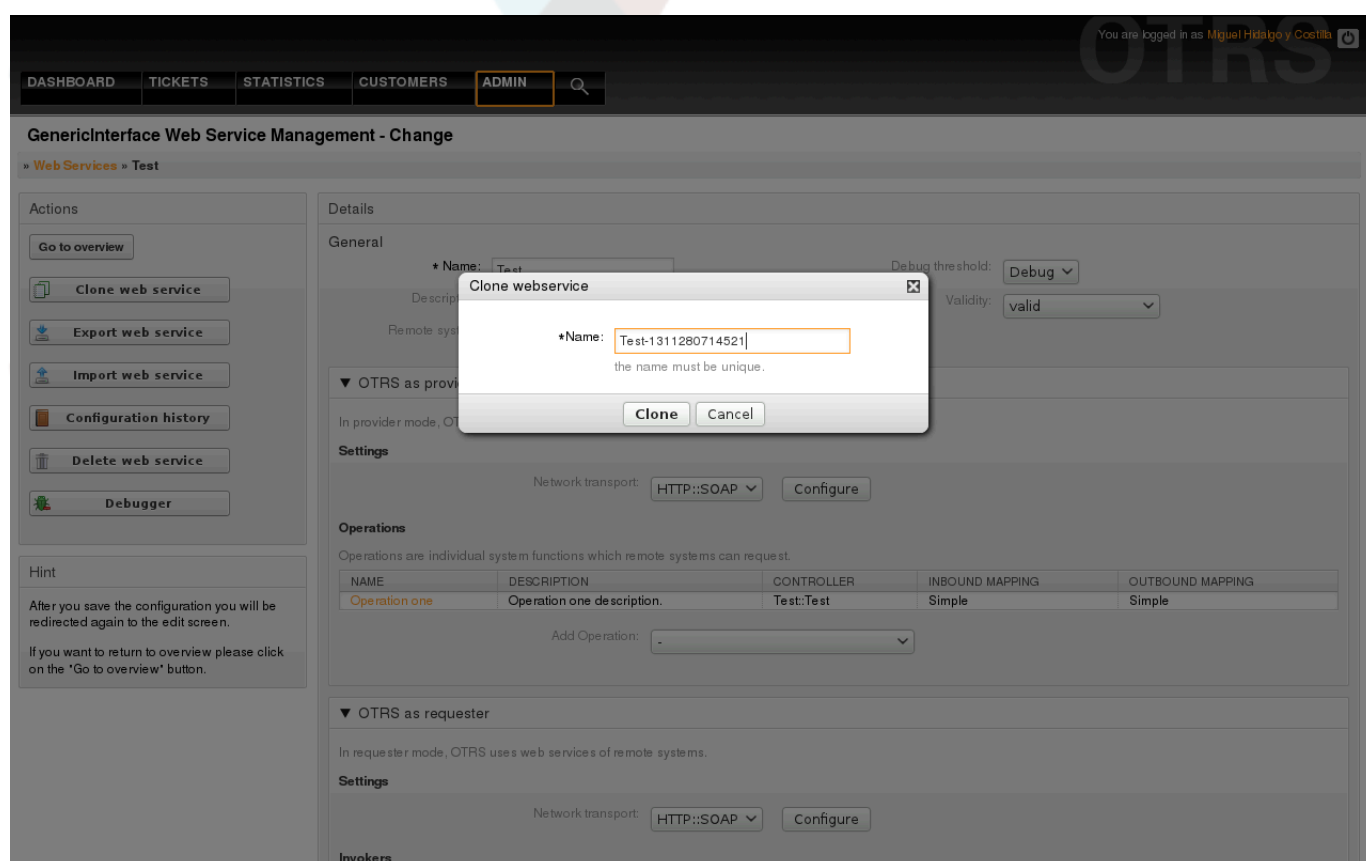 OTRS
You are logged in as Miguel Hidalgo y Costilla
DASHBOARD TICKETS STATISTICS CUSTOMERS ADMIN
GenericInterface Web Service Management - Change
» Web Services » Test
Actions
Go to overview
Clone web service
Export web service
Import web service
Configuration history
Delete web service
Debugger
Hint
After you save the configuration you will be
redirected again to the edit screen.
If you want to return to overview please click
on the "Go to overview" button.
Details
General
* Name: Test
Debug threshold: Debug
Validity: valid
Remote
Clone webservice
*Name: Test-1311280714521
the name must be unique.
Clone Cancel
▼ OTRS as
In provider mode,
Settings
Network transport: HTTP::SOAP Configure
Operations
Operations are individual system functions which remote systems can request.
NAME DESCRIPTION CONTROLLER INBOUND MAPPING OUTBOUND MAPPING
Operation one Operation one description. Test::Test Simple Simple
Add Operation: -
▼ OTRS as requester
In requester mode, OTRS uses web services of remote systems.
Settings
Network transport: HTTP::SOAP Configure
Invokers